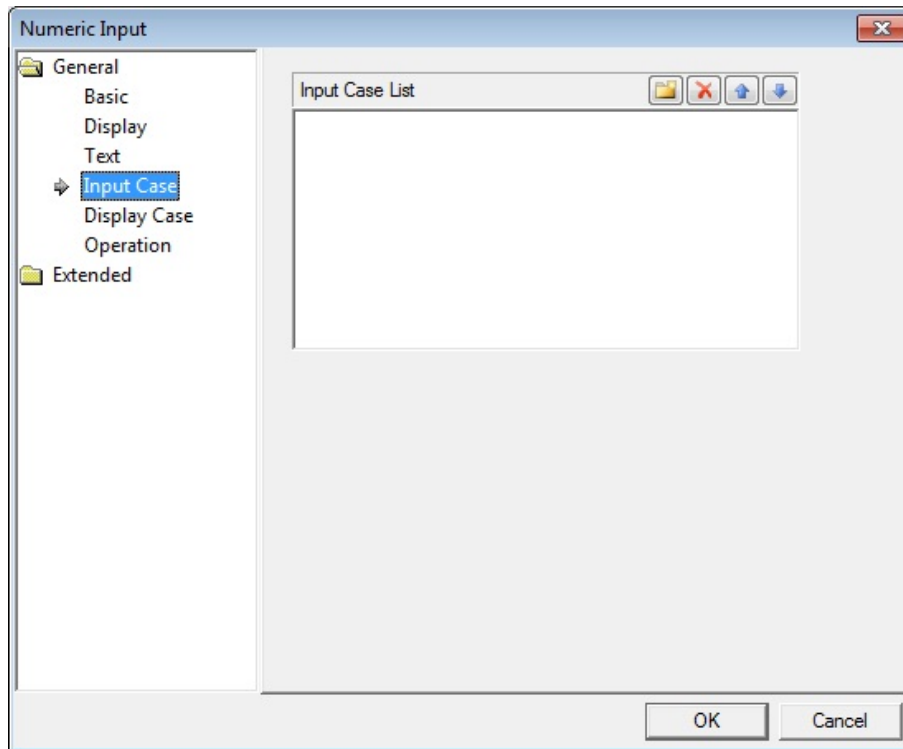 Numeric Input
General
Basic
Display
Text
Input Case
Display Case
Operation
Extended
Input Case List
OK
Cancel